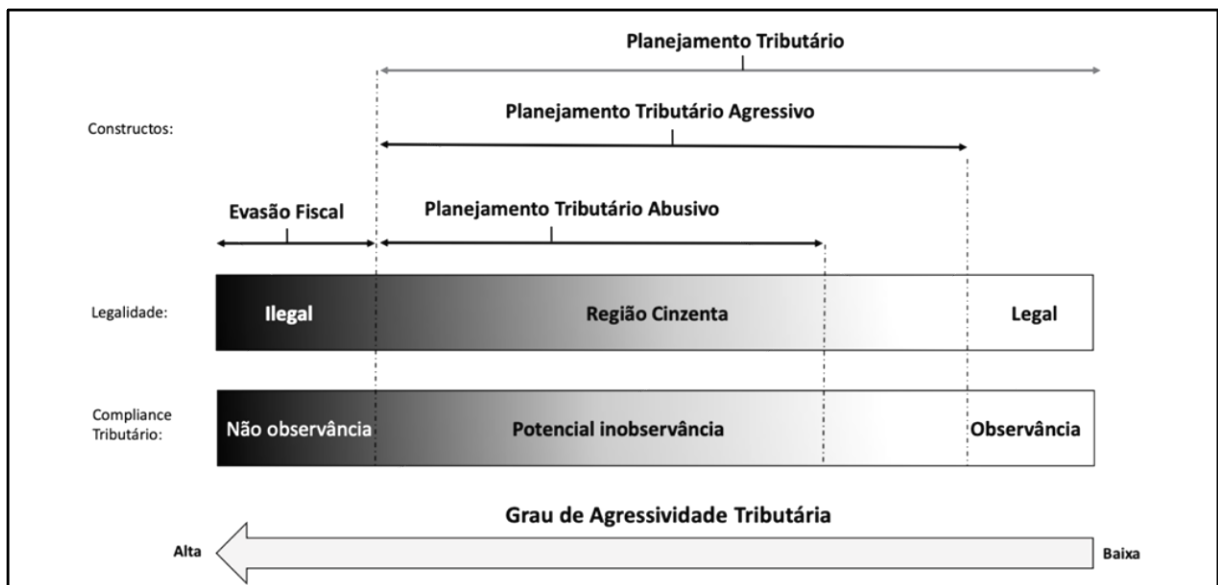 Planejamento Tributário
Constructos:
Planejamento Tributário Agressivo
Evasão Fiscal
Planejamento Tributário Abusivo
Legalidade:
Ilegal
Região Cinzenta
Legal
Compliance
Tributário:
Não observância
Potencial inobservância
Observância
Grau de Agressividade Tributária
Alta
Baixa